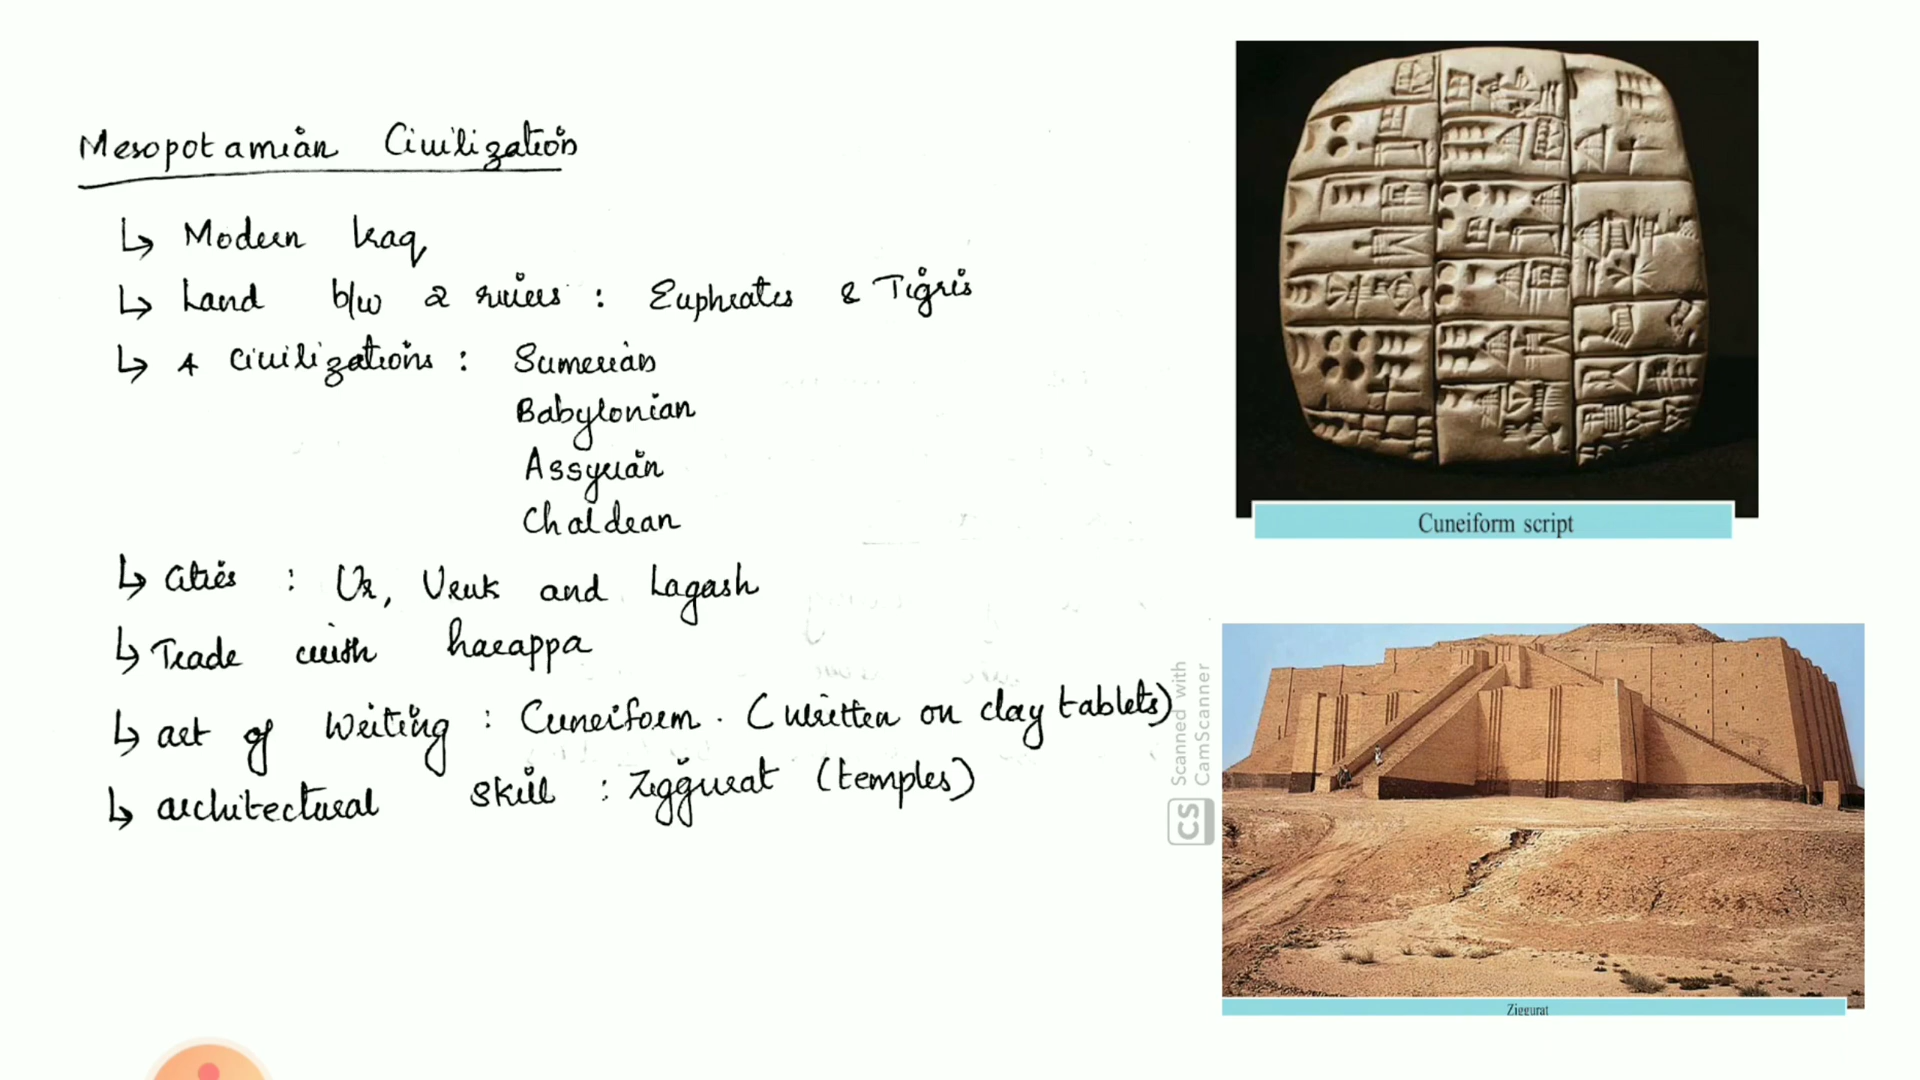 Mesopotamian Civilization
↳ Modern Iraq
↳ Land b/w 2 rivers : Euphrates & Tigris
↳ 4 civilizations : Sumerian
Babylonian
Assyrian
Chaldean
↳ Cities : Ur, Uruk and Lagash
↳ Trade with harappa
↳ art of Writing : Cuneiform. (written on clay tablets)
↳ architectural skill : Ziggurat (temples)
Cuneiform script
Ziggurat
CS Scanned with
CamScanner